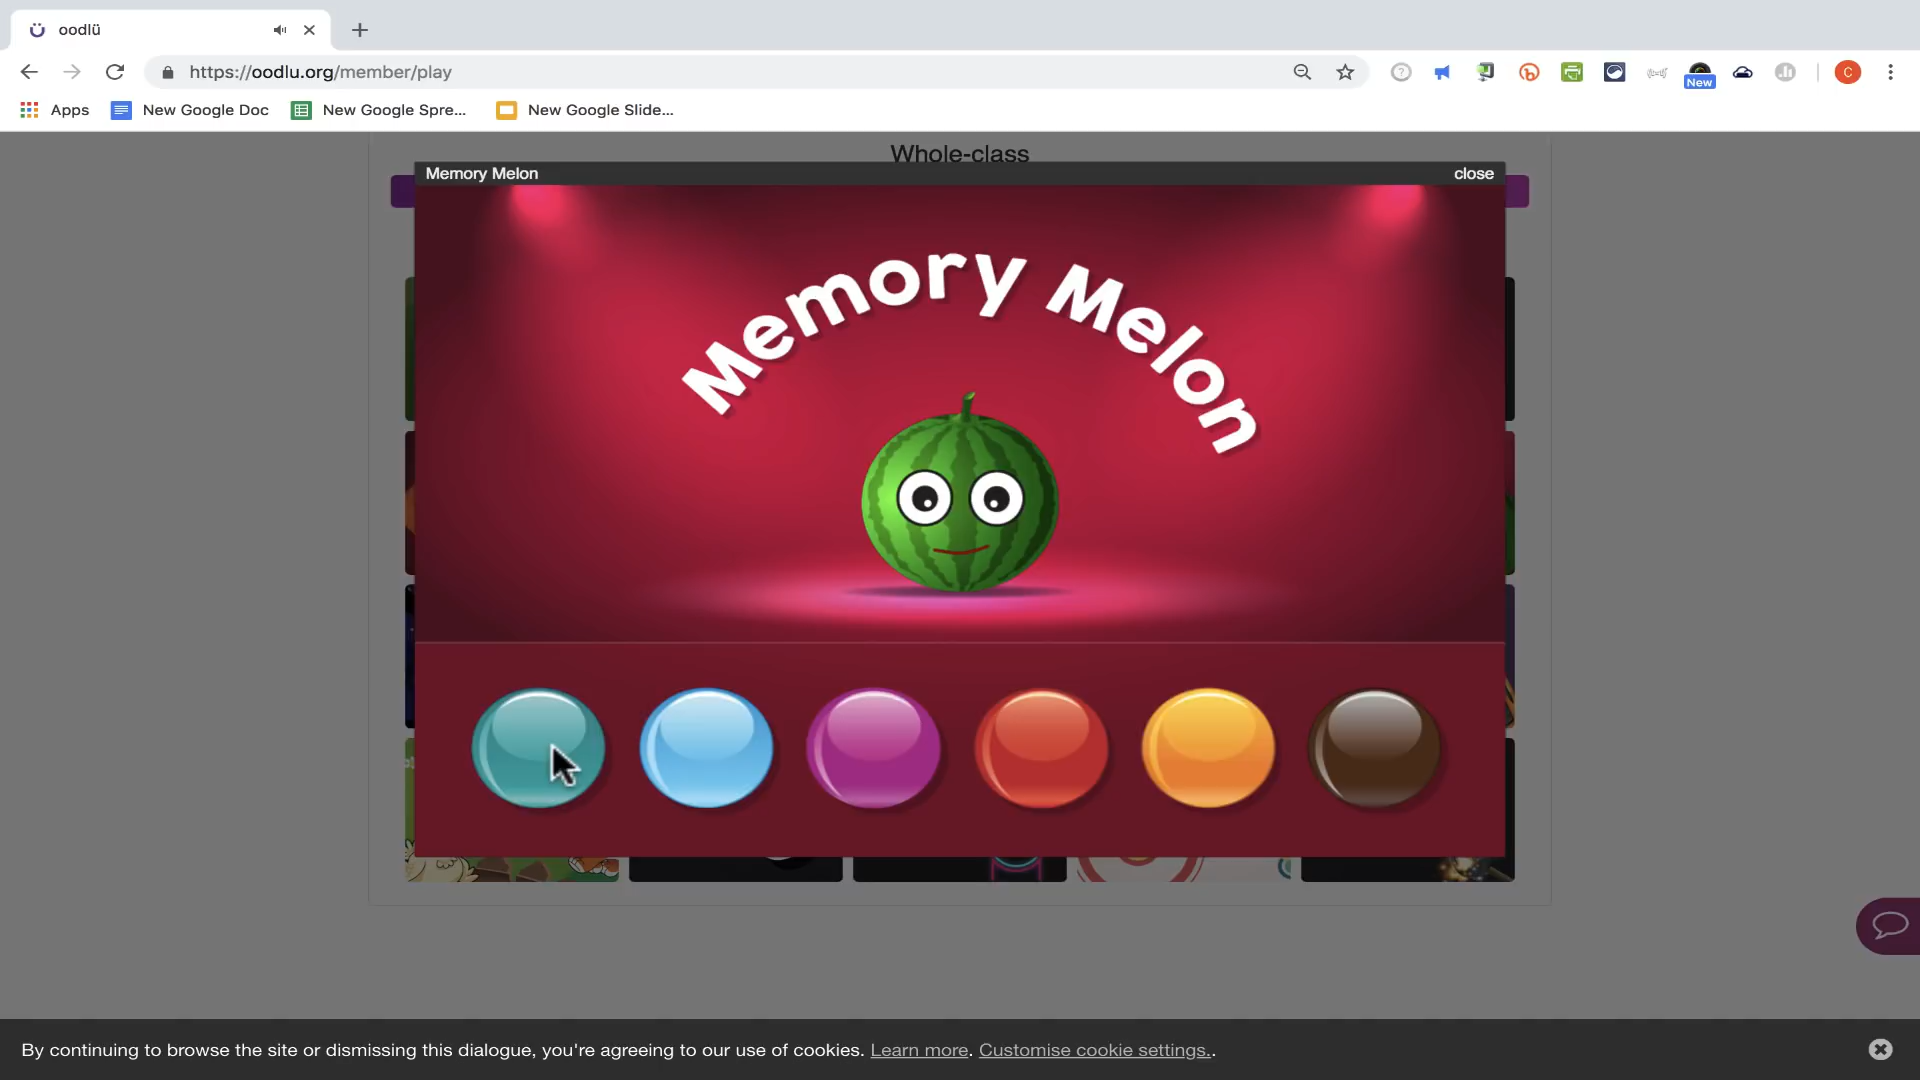 oodlü
https://oodlu.org/member/play
New
C
Apps
New Google Doc
New Google Spre...
New Google Slide...
Whole-class
Memory Melon
close
Memory Melon
By continuing to browse the site or dismissing this dialogue, you're agreeing to our use of cookies. Learn more. Customise cookie settings..